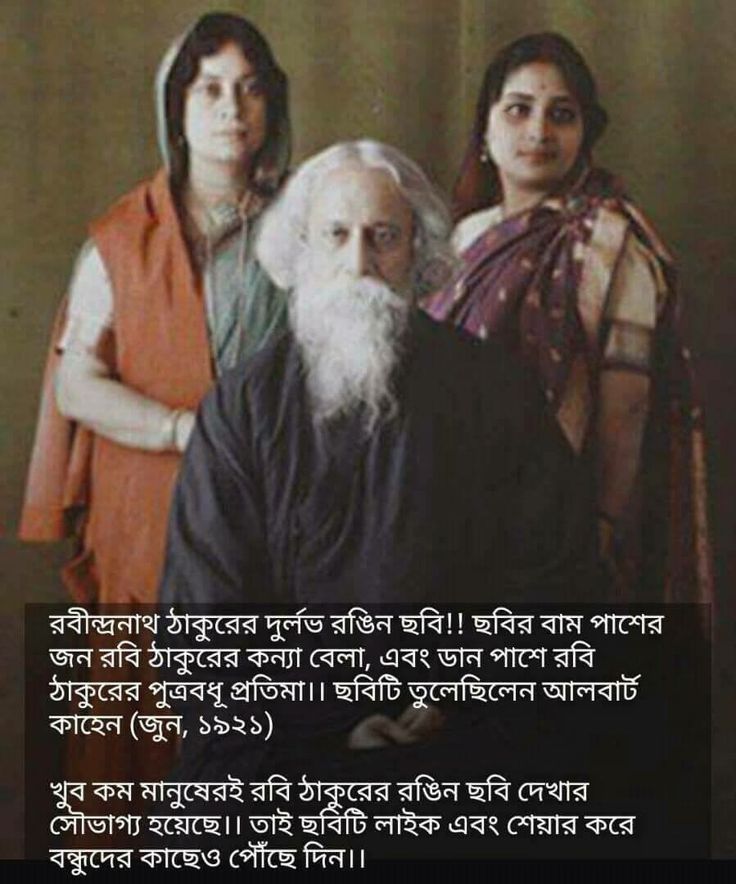 রবীন্দ্রনাথ ঠাকুরের দুর্লভ রঙিন ছবি!! ছবির বাম পাশের
জন রবি ঠাকুরের কন্যা বেলা, এবং ডান পাশে রবি
ঠাকুরের পুত্রবধূ প্রতিমা।। ছবিটি তুলেছিলেন আলবার্ট
কাহেন (জুন, ১৯২১)
খুব কম মানুষেরই রবি ঠাকুরের রঙিন ছবি দেখার
সৌভাগ্য হয়েছে।। তাই ছবিটি লাইক এবং শেয়ার করে
বন্ধুদের কাছেও পৌঁছে দিন।।